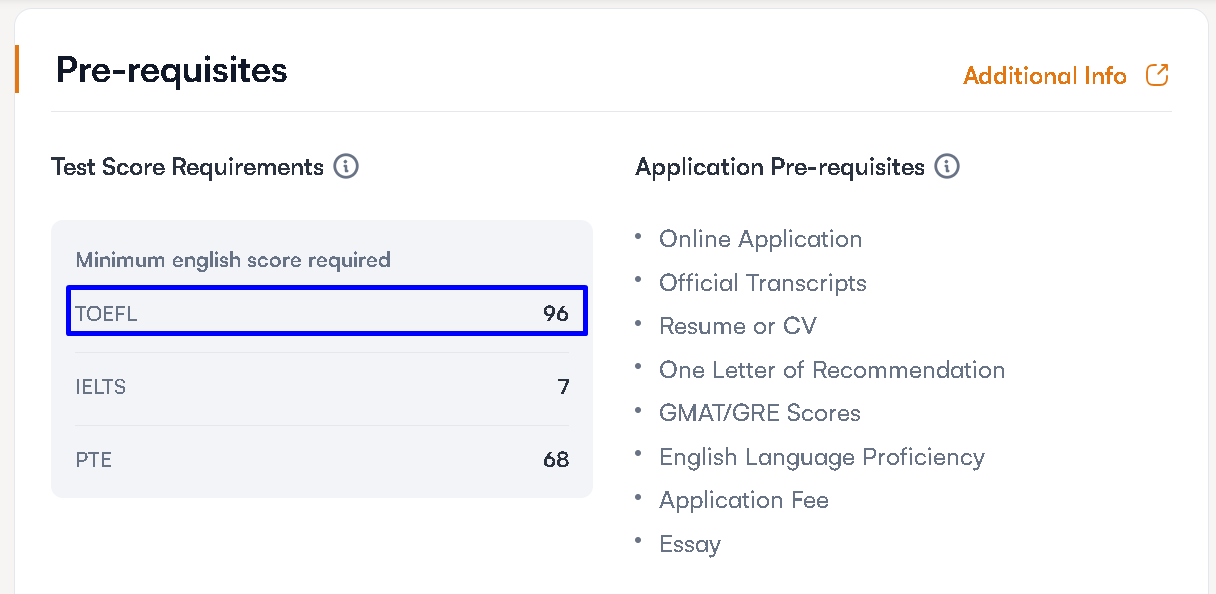 Pre-requisites
Additional Info
Test Score Requirements
Minimum english score required
TOEFL 96
IELTS 7
PTE 68
Application Pre-requisites
• Online Application
• Official Transcripts
• Resume or CV
• One Letter of Recommendation
• GMAT/GRE Scores
• English Language Proficiency
• Application Fee
• Essay